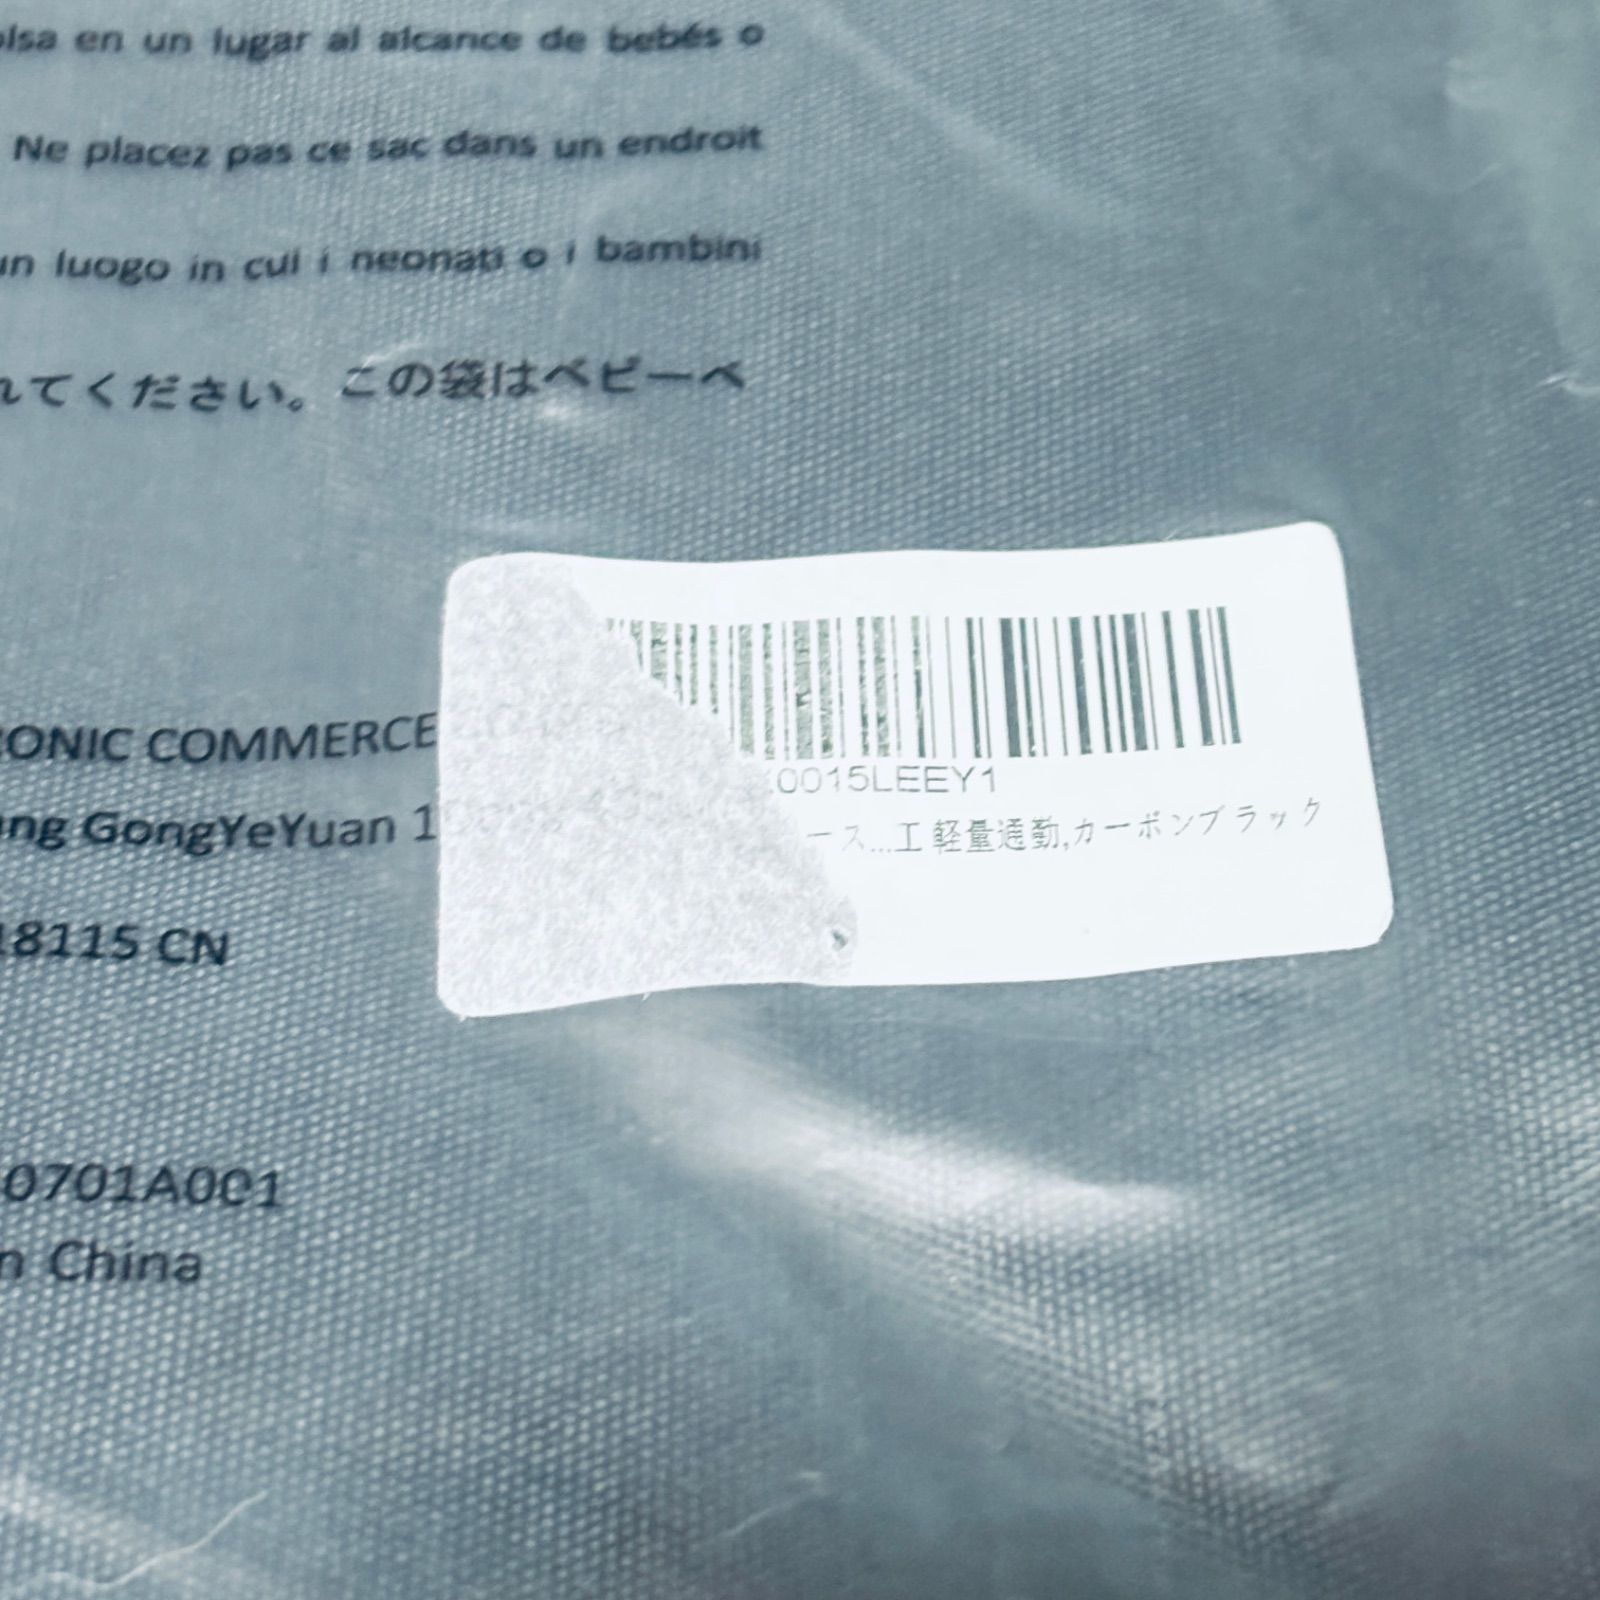 olsa en un lugar al alcance de bebés o
Ne placez pas ce sac dans un endroit
un luogo in cui i neonati o i bambini
れてください。この袋はベビーベ
RONIC COMMERCE
ng GongYeYuan 1
18115 CN
0701A001
n China
X0015LEEY1
ース...工 軽量通勤,カーボンブラック